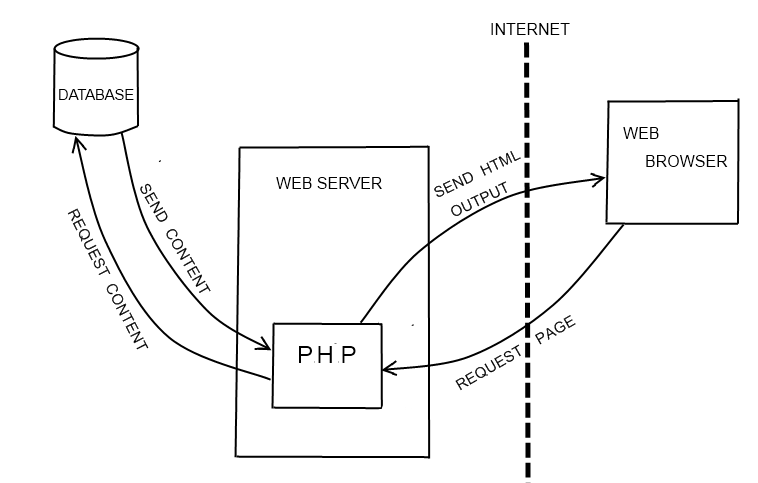 INTERNET
DATABASE
WEB
BROWSER
WEB SERVER
SEND HTML
OUTPUT
SEND CONTENT
REQUEST CONTENT
PHP
REQUEST PAGE